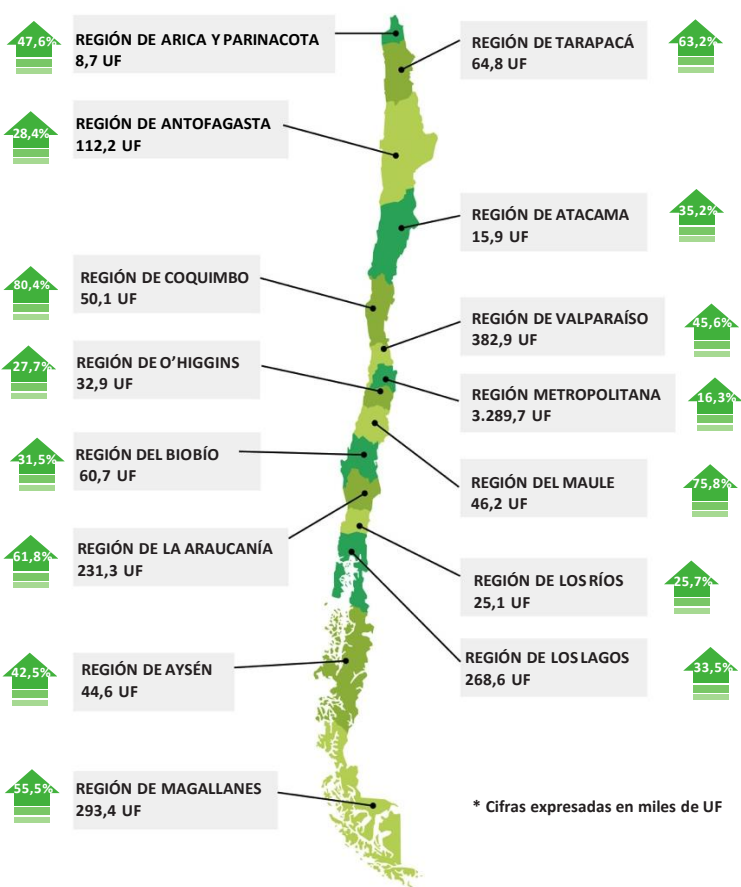 47,6%
REGIÓN DE ARICA Y PARINACOTA
8,7 UF
REGIÓN DE TARAPACÁ
64,8 UF
63,2%
28,4%
REGIÓN DE ANTOFAGASTA
112,2 UF
REGIÓN DE ATACAMA
15,9 UF
35,2%
80,4%
REGIÓN DE COQUIMBO
50,1 UF
REGIÓN DE VALPARAÍSO
382,9 UF
45,6%
27,7%
REGIÓN DE O’HIGGINS
32,9 UF
REGIÓN METROPOLITANA
3.289,7 UF
16,3%
31,5%
REGIÓN DEL BIOBÍO
60,7 UF
REGIÓN DEL MAULE
46,2 UF
75,8%
61,8%
REGIÓN DE LA ARAUCANÍA
231,3 UF
REGIÓN DE LOS RÍOS
25,1 UF
25,7%
42,5%
REGIÓN DE AYSÉN
44,6 UF
REGIÓN DE LOS LAGOS
268,6 UF
33,5%
55,5%
REGIÓN DE MAGALLANES
293,4 UF
* Cifras expresadas en miles de UF